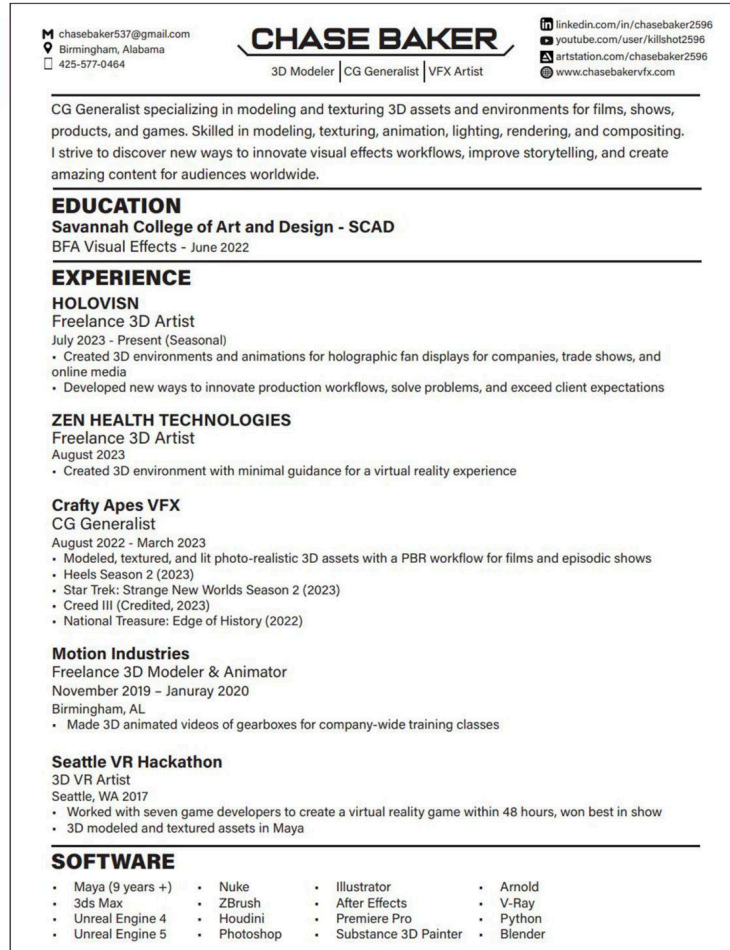 chasebaker537@gmail.com
Birmingham, Alabama
425-577-0464
CHASE BAKER
3D Modeler | CG Generalist | VFX Artist
linkedin.com/in/chasebaker2596
youtube.com/user/killshot2596
artstation.com/chasebaker2596
www.chasebakervfx.com
CG Generalist specializing in modeling and texturing 3D assets and environments for films, shows,
products, and games. Skilled in modeling, texturing, animation, lighting, rendering, and compositing.
I strive to discover new ways to innovate visual effects workflows, improve storytelling, and create
amazing content for audiences worldwide.
EDUCATION
Savannah College of Art and Design - SCAD
BFA Visual Effects - June 2022
EXPERIENCE
HOLOVISN
Freelance 3D Artist
July 2023 - Present (Seasonal)
• Created 3D environments and animations for holographic fan displays for companies, trade shows, and
online media
• Developed new ways to innovate production workflows, solve problems, and exceed client expectations
ZEN HEALTH TECHNOLOGIES
Freelance 3D Artist
August 2023
• Created 3D environment with minimal guidance for a virtual reality experience
Crafty Apes VFX
CG Generalist
August 2022 - March 2023
• Modeled, textured, and lit photo-realistic 3D assets with a PBR workflow for films and episodic shows
• Heels Season 2 (2023)
• Star Trek: Strange New Worlds Season 2 (2023)
• Creed III (Credited, 2023)
• National Treasure: Edge of History (2022)
Motion Industries
Freelance 3D Modeler & Animator
November 2019 – Januray 2020
Birmingham, AL
• Made 3D animated videos of gearboxes for company-wide training classes
Seattle VR Hackathon
3D VR Artist
Seattle, WA 2017
• Worked with seven game developers to create a virtual reality game within 48 hours, won best in show
• 3D modeled and textured assets in Maya
SOFTWARE
• Maya (9 years +) • Nuke • Illustrator • Arnold
• 3ds Max • ZBrush • After Effects • V-Ray
• Unreal Engine 4 • Houdini • Premiere Pro • Python
• Unreal Engine 5 • Photoshop • Substance 3D Painter • Blender